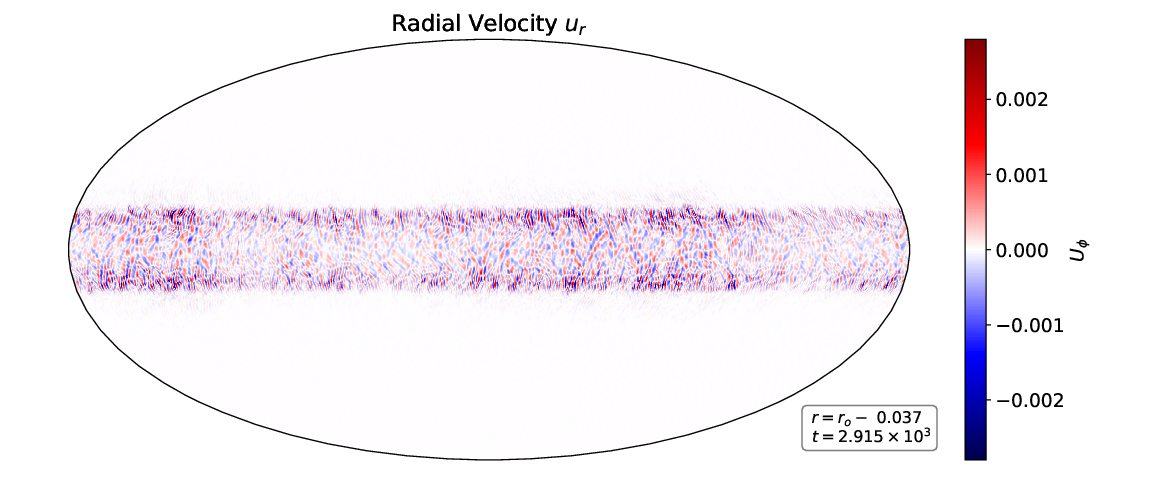 Radial Velocity $u_r$
0.002
0.001
0.000
−0.001
−0.002
$U_\phi$
$r = r_o -$ 0.037
$t = 2.915 \times 10^3$